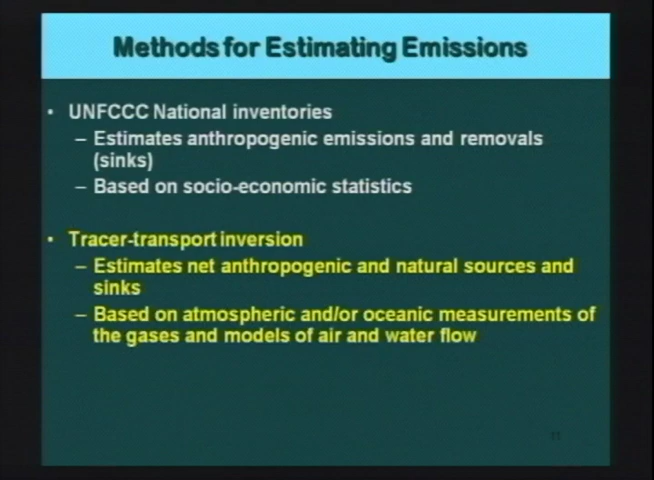 Methods for Estimating Emissions
• UNFCCC National inventories
– Estimates anthropogenic emissions and removals
(sinks)
– Based on socio-economic statistics
• Tracer-transport inversion
– Estimates net anthropogenic and natural sources and
sinks
– Based on atmospheric and/or oceanic measurements of
the gases and models of air and water flow